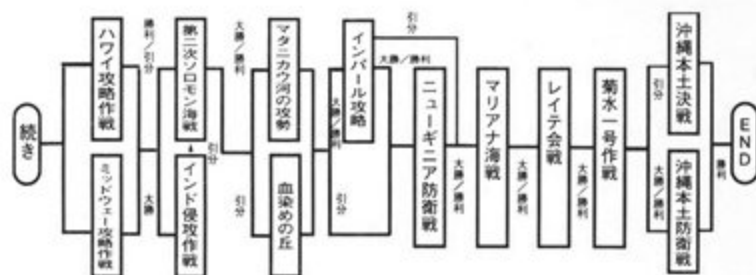 続き
ハワイ攻略作戦
ミッドウェー攻略作戦
勝利/引分
大勝
第二次ソロモン海戦
引分
インド侵攻作戦
大勝/勝利
引分
マタニカウ河の攻勢
血染めの丘
大勝/勝利
引分
インパール攻略
引分
大勝/勝利
ニューギニア防衛戦
大勝/勝利
マリアナ海戦
大勝/勝利
レイテ会戦
大勝/勝利
菊水一号作戦
引分
大勝/勝利
沖縄本土決戦
沖縄本土防衛戦
勝利
END